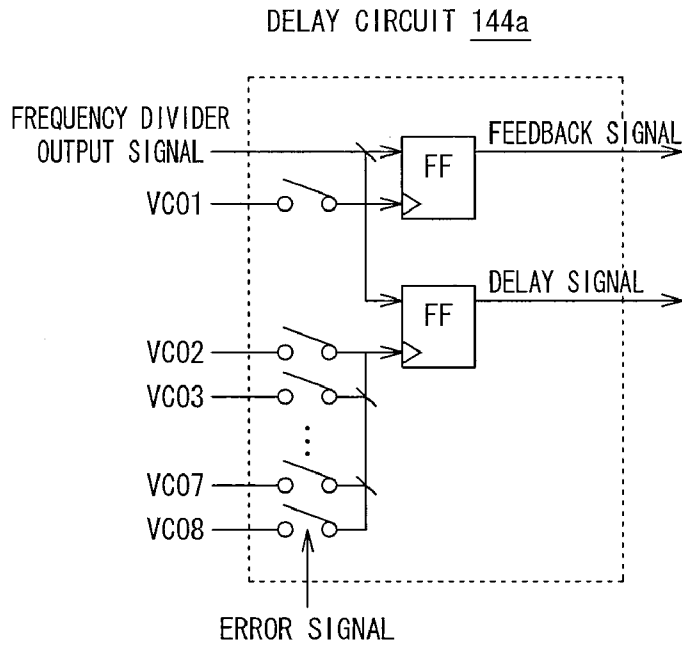 DELAY CIRCUIT 144a
FREQUENCY DIVIDER
OUTPUT SIGNAL
FF
FEEDBACK SIGNAL
VCO1
FF
DELAY SIGNAL
VCO2
VCO3
VCO7
VCO8
ERROR SIGNAL